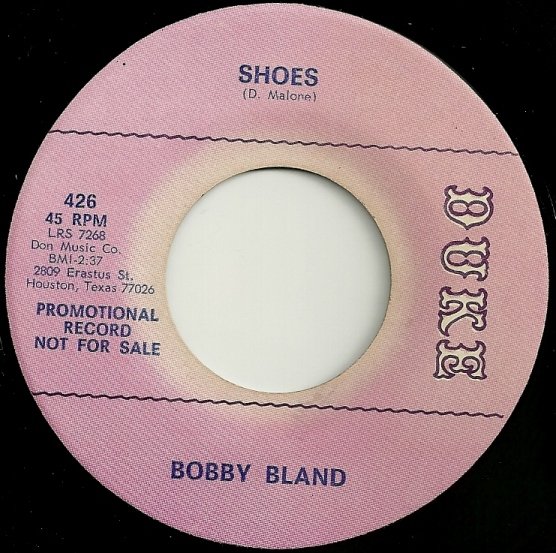 SHOES
(D. Malone)
426
45 RPM
LRS 7268
Don Music Co.
BMI-2:37
2809 Erastus St.
Houston, Texas 77026
PROMOTIONAL
RECORD
NOT FOR SALE
DUKE
BOBBY BLAND